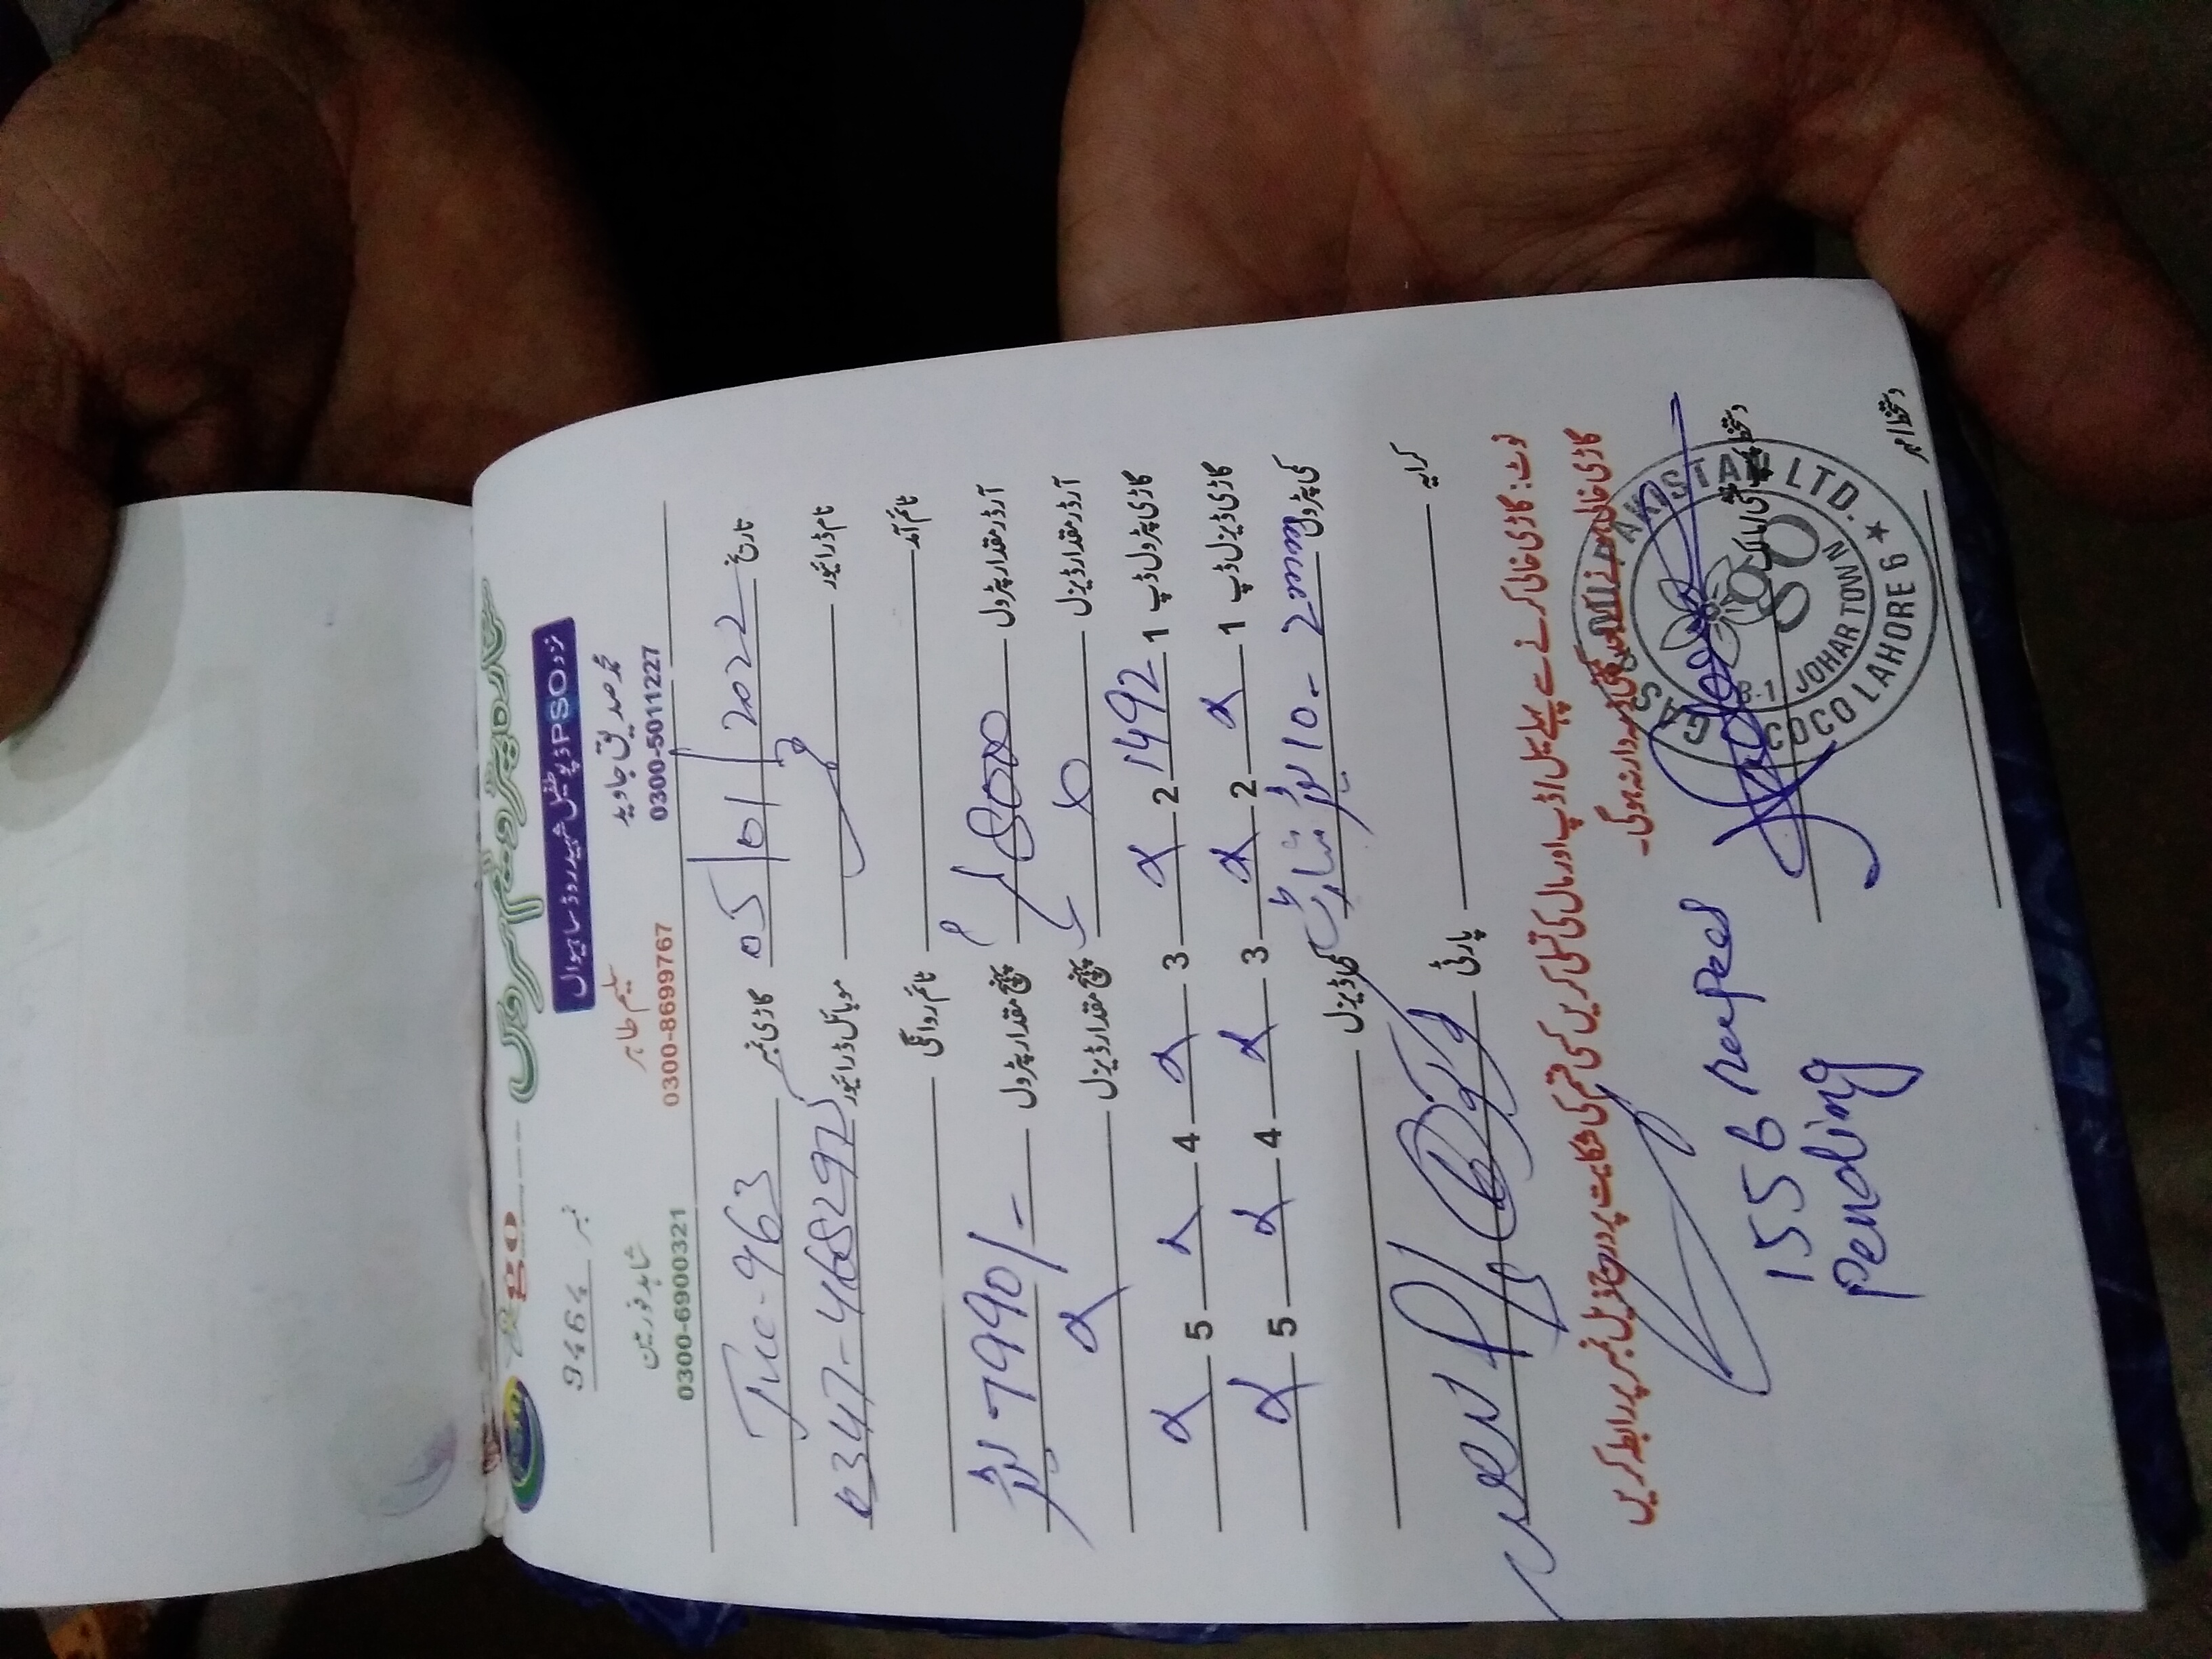 go ستارہ پٹرولیم سروس
نزد PSO ڈپو طفیل شہید روڈ ساہیوال
نمبر 9464
محمد صدیق جاوید سلیم طاہر شاہد فورمین
0300-5011227 0300-8699767 0300-6900321
تاریخ 05/01/2022 گاڑی نمبر 963
نام ڈرائیور موبائل ڈرائیور
ٹائم آمد ٹائم روانگی
آرڈر مقدار پٹرول 8000 پہنچ مقدار پٹرول 7990/- لیٹر
آرڈر مقدار ڈیزل پہنچ مقدار ڈیزل
گاڑی پٹرول ڈپ 1 1492 2 3 4 5
گاڑی ڈیزل ڈپ 1 2 3 4 5
کمی پٹرول 2mm - 10 لیٹر شارٹ کمی ڈیزل
کرایہ پارٹی P/S
نوٹ: گاڑی خالی کرنے سے پہلے سیل/ڈپ اور مال کی تسلی کریں کسی قسم کی شکایت پر درج ذیل نمبر پر رابطہ کریں
گاڑی خالی ہونے کے بعد کمپنی ذمہ دار نہ ہوگی۔
1556 rupees
Pending
دستخط پمپ منشی/مالک
GAS & OIL PAKISTAN LTD.
COCO LAHORE 6 ★
JOHAR TOWN
GO
دستخط/مہر